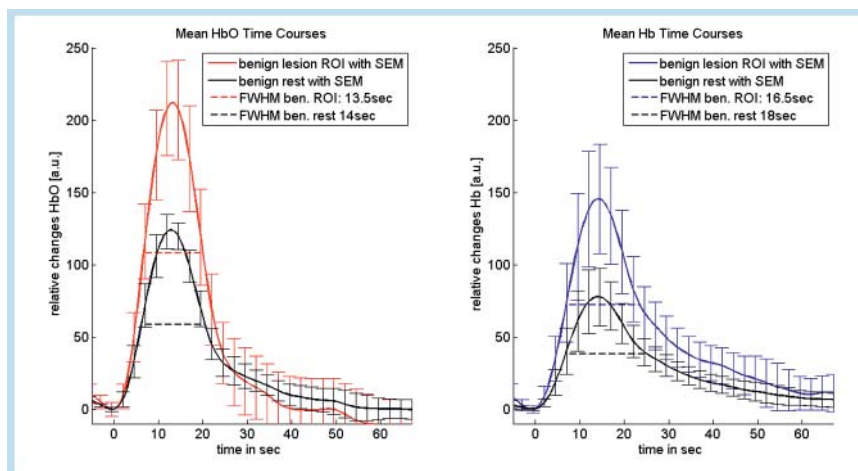 Mean HbO Time Courses
250
200
150
100
50
0
relative changes HbO [a.u.]
benign lesion ROI with SEM
benign rest with SEM
FWHM ben. ROI: 13.5sec
FWHM ben. rest 14sec
0 10 20 30 40 50 60
time in sec
Mean Hb Time Courses
250
200
150
100
50
0
relative changes Hb [a.u.]
benign lesion ROI with SEM
benign rest with SEM
FWHM ben. ROI: 16.5sec
FWHM ben. rest 18sec
0 10 20 30 40 50 60
time in sec